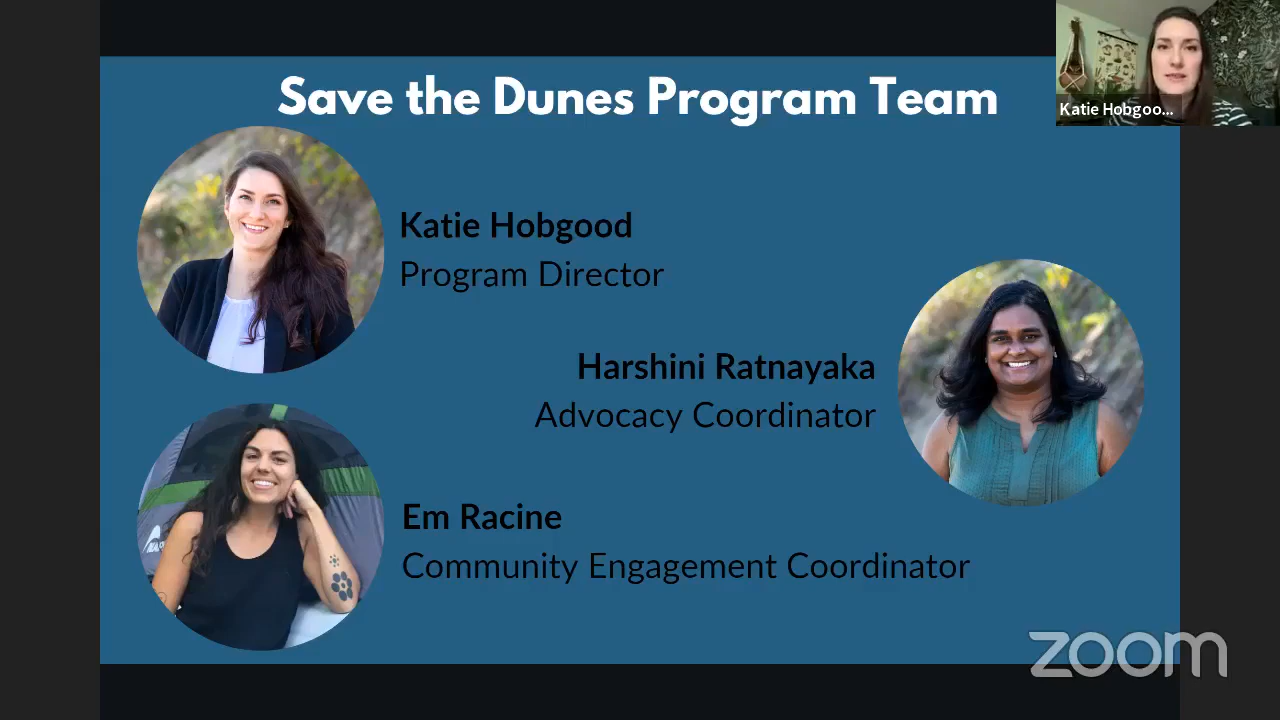 Save the Dunes Program Team
Katie Hobgoo...
Katie Hobgood
Program Director
Harshini Ratnayaka
Advocacy Coordinator
Em Racine
Community Engagement Coordinator
zoom